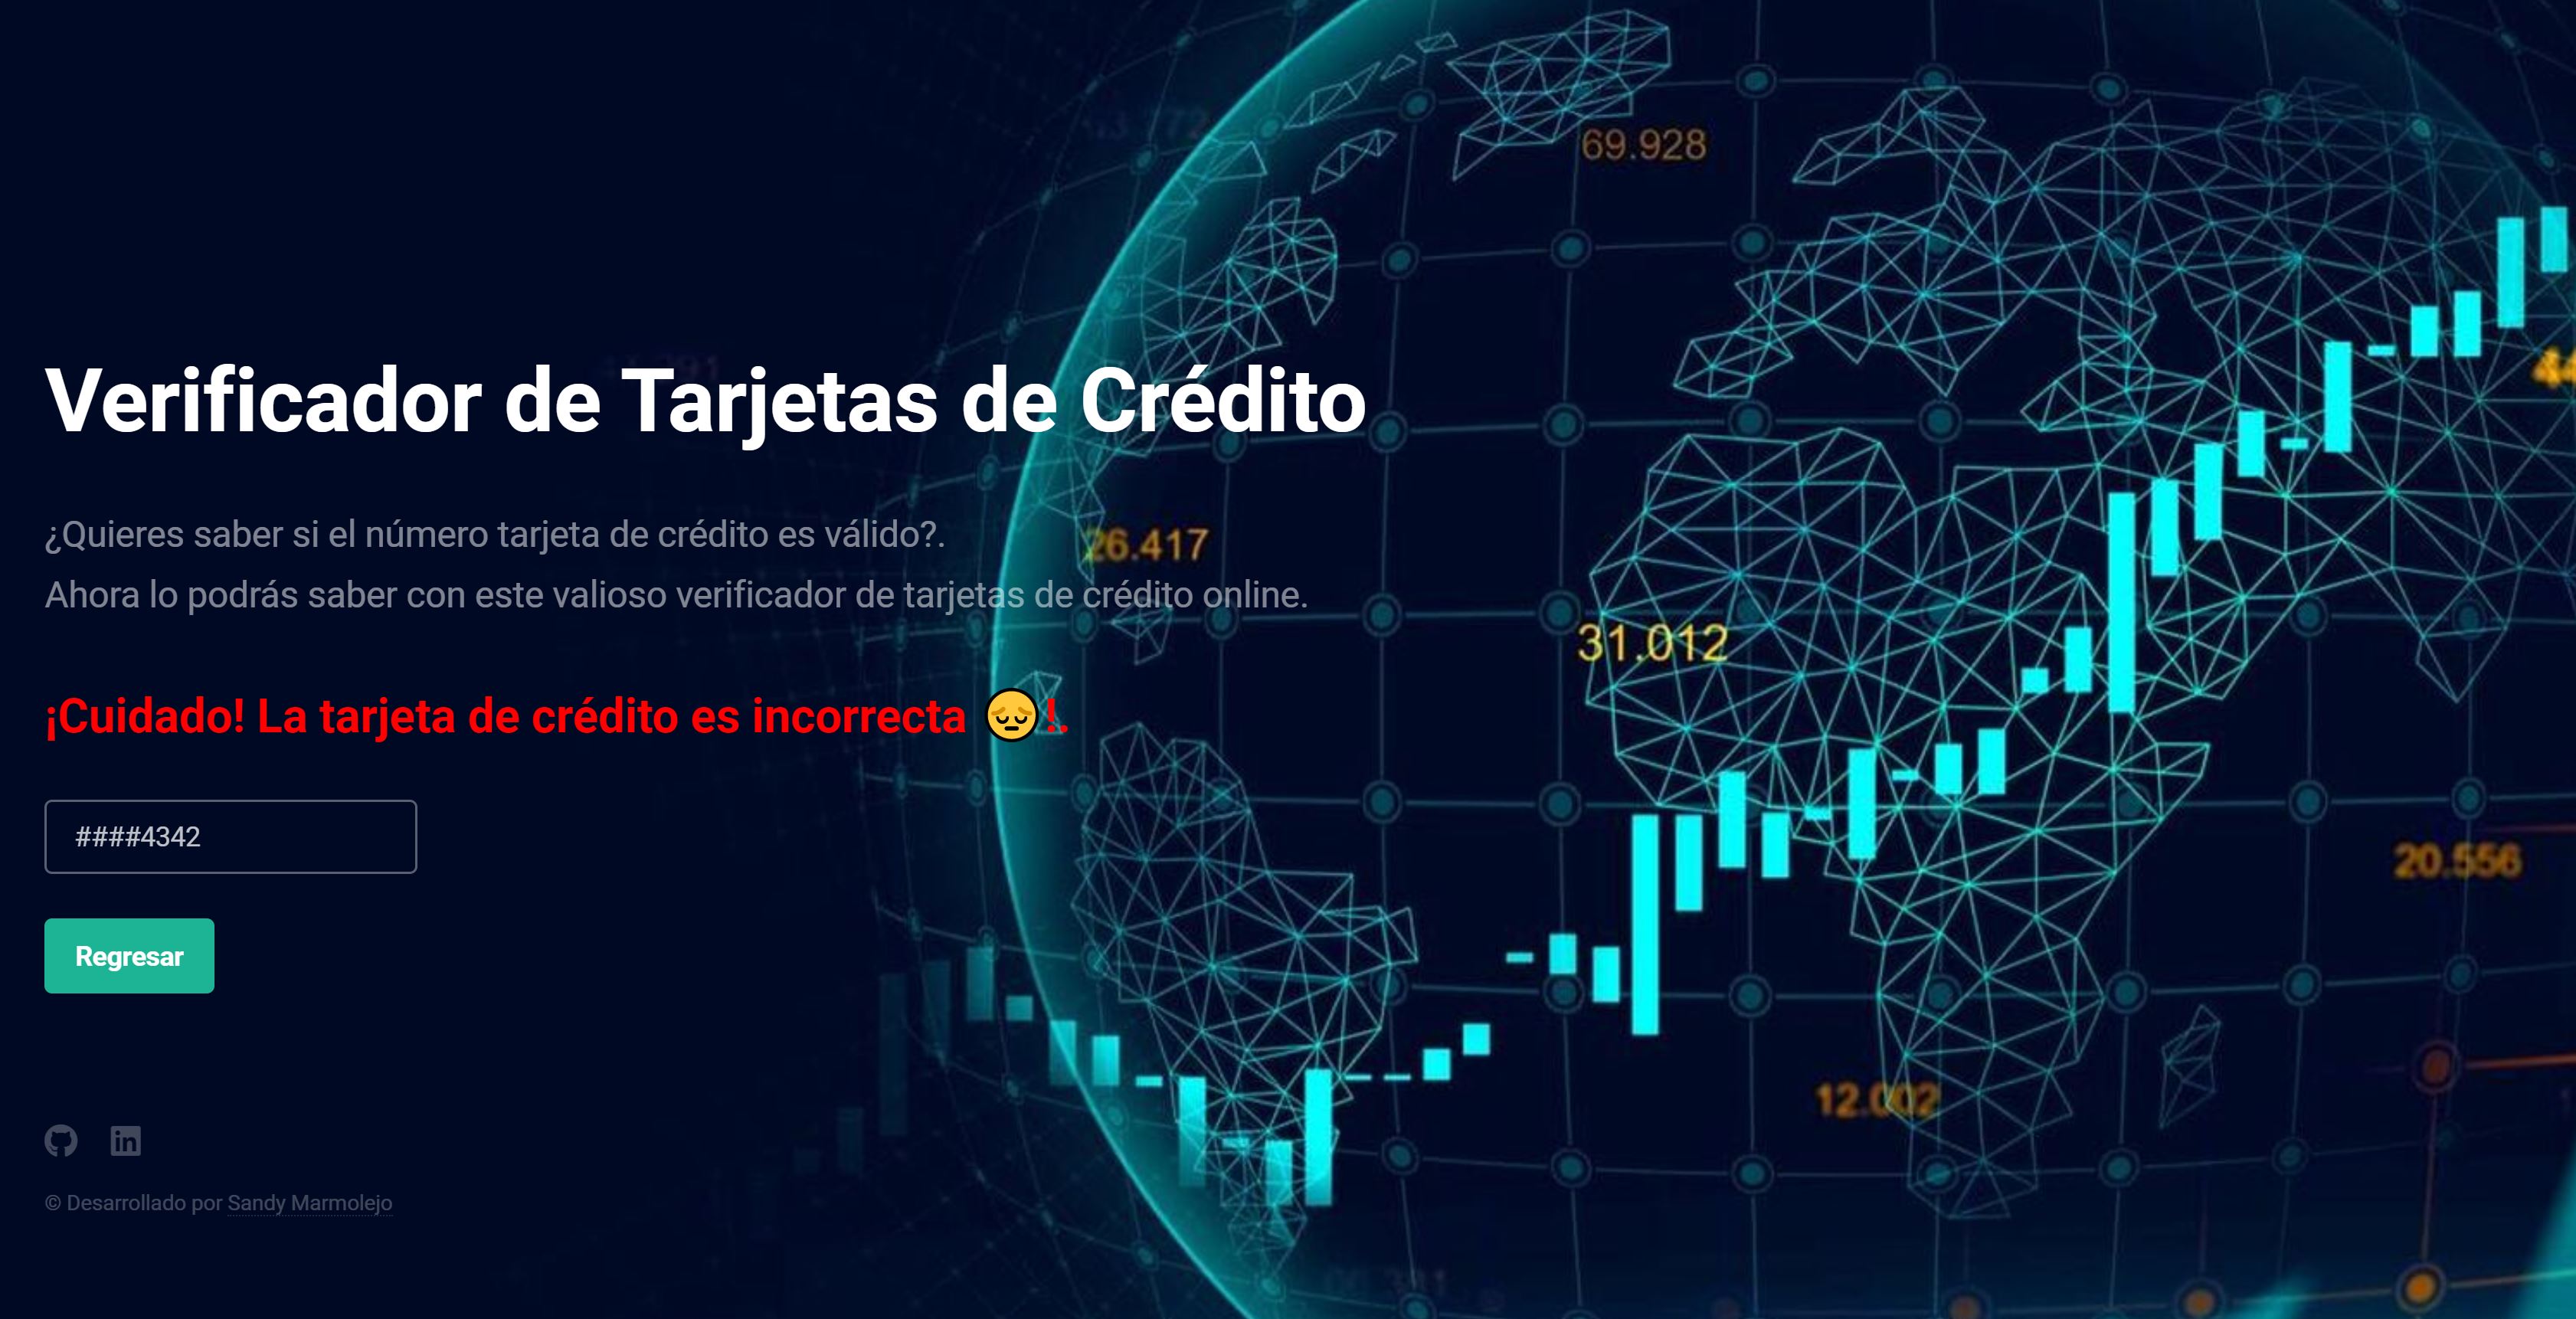 69.928
Verificador de Tarjetas de Crédito
¿Quieres saber si el número tarjeta de crédito es válido?.
26.417
Ahora lo podrás saber con este valioso verificador de tarjetas de crédito online.
31.012
¡Cuidado! La tarjeta de crédito es incorrecta 😔!.
####4342
20.556
Regresar
12.002
in
© Desarrollado por Sandy Marmolejo